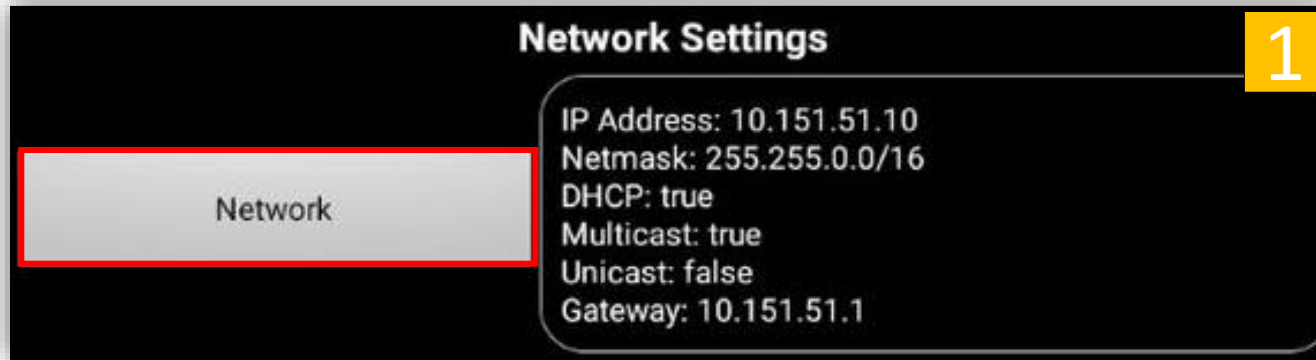 Network Settings
1
IP Address: 10.151.51.10
Netmask: 255.255.0.0/16
DHCP: true
Network
Multicast: true
Unicast: false
Gateway: 10.151.51.1